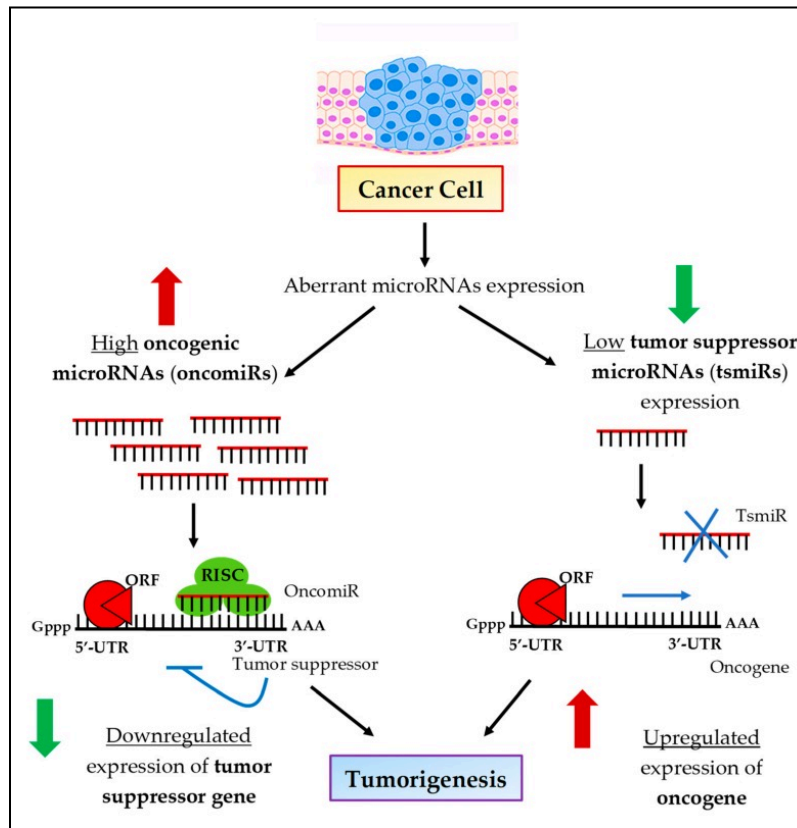 Cancer Cell
Aberrant microRNAs expression
High oncogenic
microRNAs (oncomiRs)
Low tumor suppressor
microRNAs (tsmiRs)
expression
TsmiR
RISC
ORF
OncomiR
Gppp
AAA
5′-UTR
3′-UTR
Tumor suppressor
ORF
Gppp
AAA
5′-UTR
3′-UTR
Oncogene
Downregulated
expression of tumor
suppressor gene
Tumorigenesis
Upregulated
expression of
oncogene